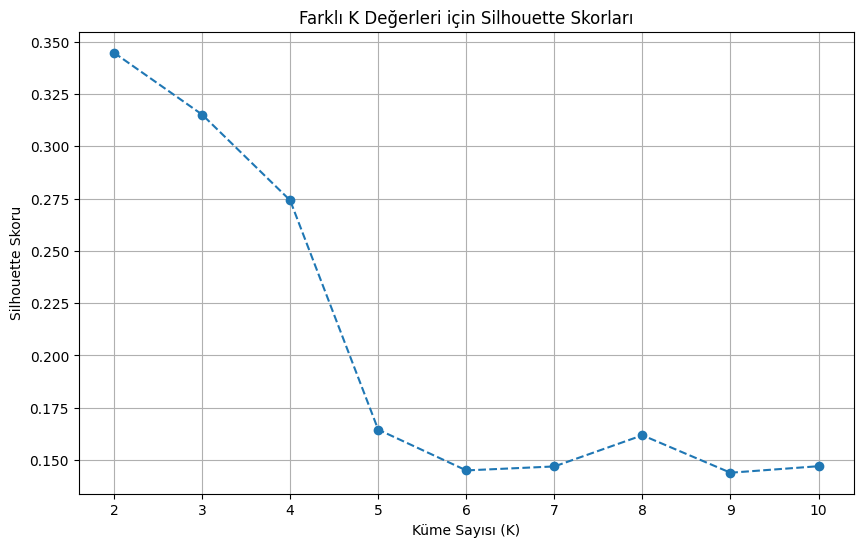 Farklı K Değerleri için Silhouette Skorları
0.350
0.325
0.300
0.275
0.250
0.225
0.200
0.175
0.150
Silhouette Skoru
2 3 4 5 6 7 8 9 10
Küme Sayısı (K)